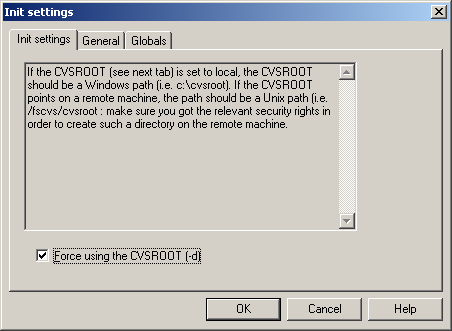 Init settings
Init settings General Globals
If the CVSROOT (see next tab) is set to local, the CVSROOT
should be a Windows path (i.e. c:\cvsroot). If the CVSROOT
points on a remote machine, the path should be a Unix path (i.e.
/fscvs/cvsroot : make sure you got the relevant security rights in
order to create such a directory on the remote machine.
Force using the CVSROOT (-d)
OK Cancel Help